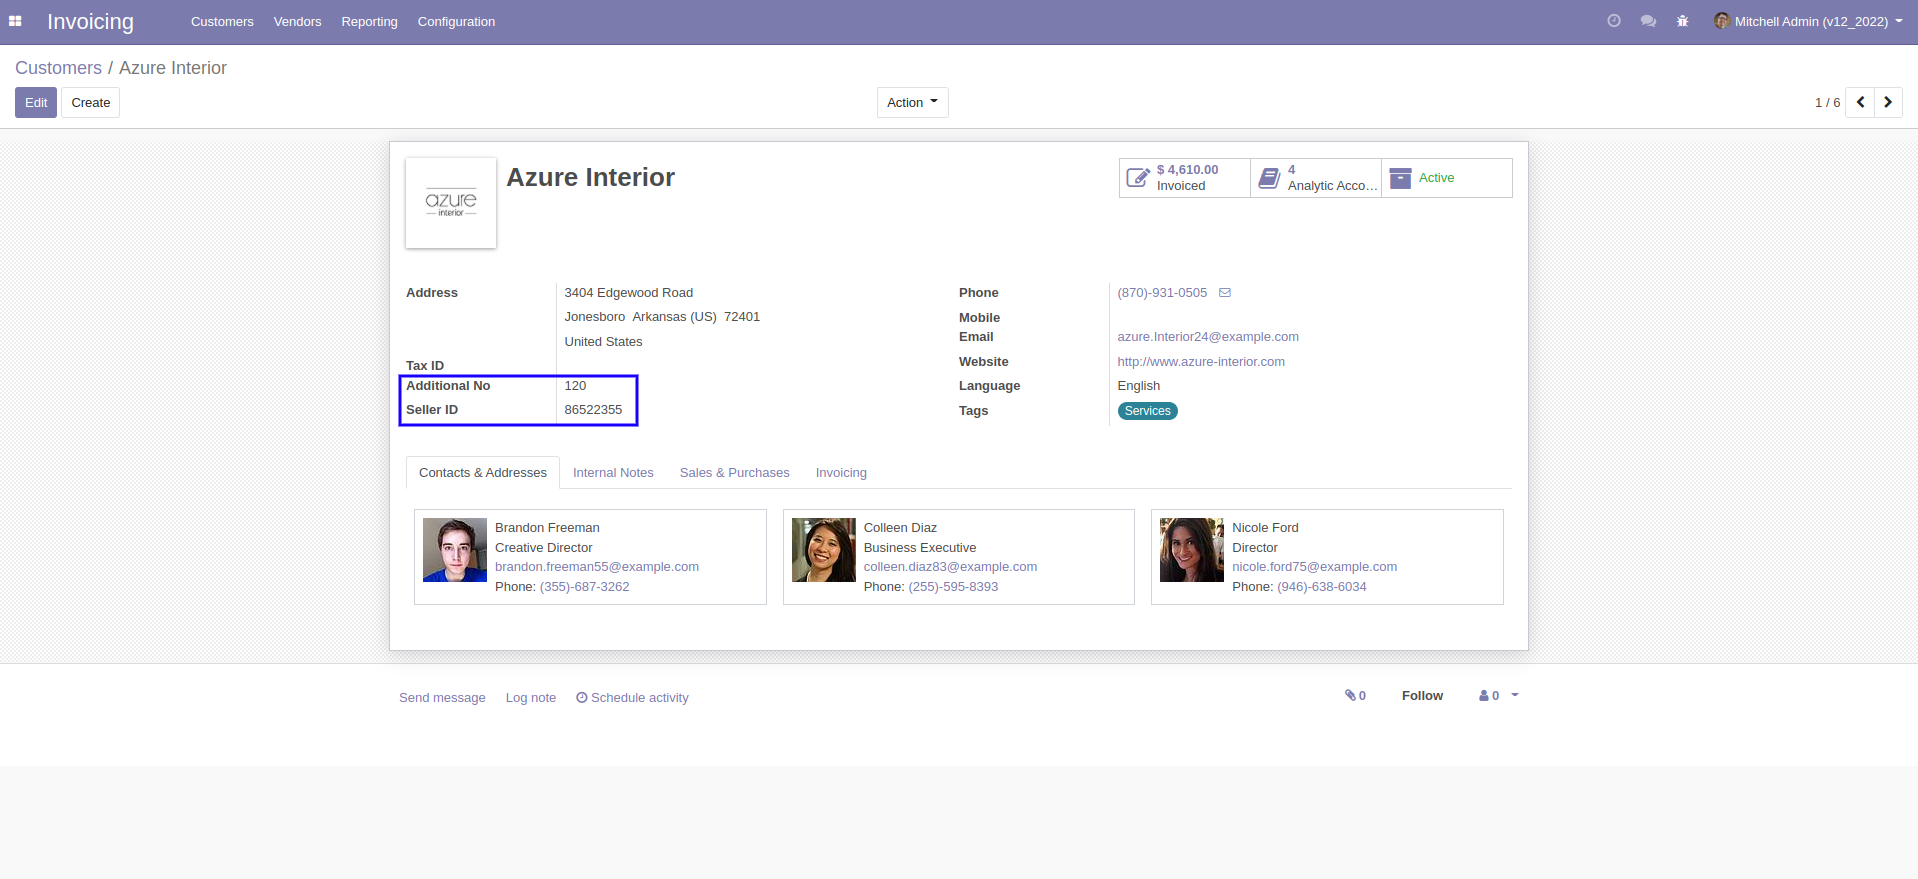 Invoicing Customers Vendors Reporting Configuration Mitchell Admin (v12_2022)
Customers / Azure Interior
Edit Create Action 1 / 6
azure
interior
Azure Interior
$ 4,610.00
Invoiced
4
Analytic Acco...
Active
Address 3404 Edgewood Road
Jonesboro Arkansas (US) 72401
United States
Tax ID
Additional No 120
Seller ID 86522355
Phone (870)-931-0505
Mobile
Email azure.Interior24@example.com
Website http://www.azure-interior.com
Language English
Tags Services
Contacts & Addresses Internal Notes Sales & Purchases Invoicing
Brandon Freeman
Creative Director
brandon.freeman55@example.com
Phone: (355)-687-3262
Colleen Diaz
Business Executive
colleen.diaz83@example.com
Phone: (255)-595-8393
Nicole Ford
Director
nicole.ford75@example.com
Phone: (946)-638-6034
Send message Log note Schedule activity 0 Follow 0